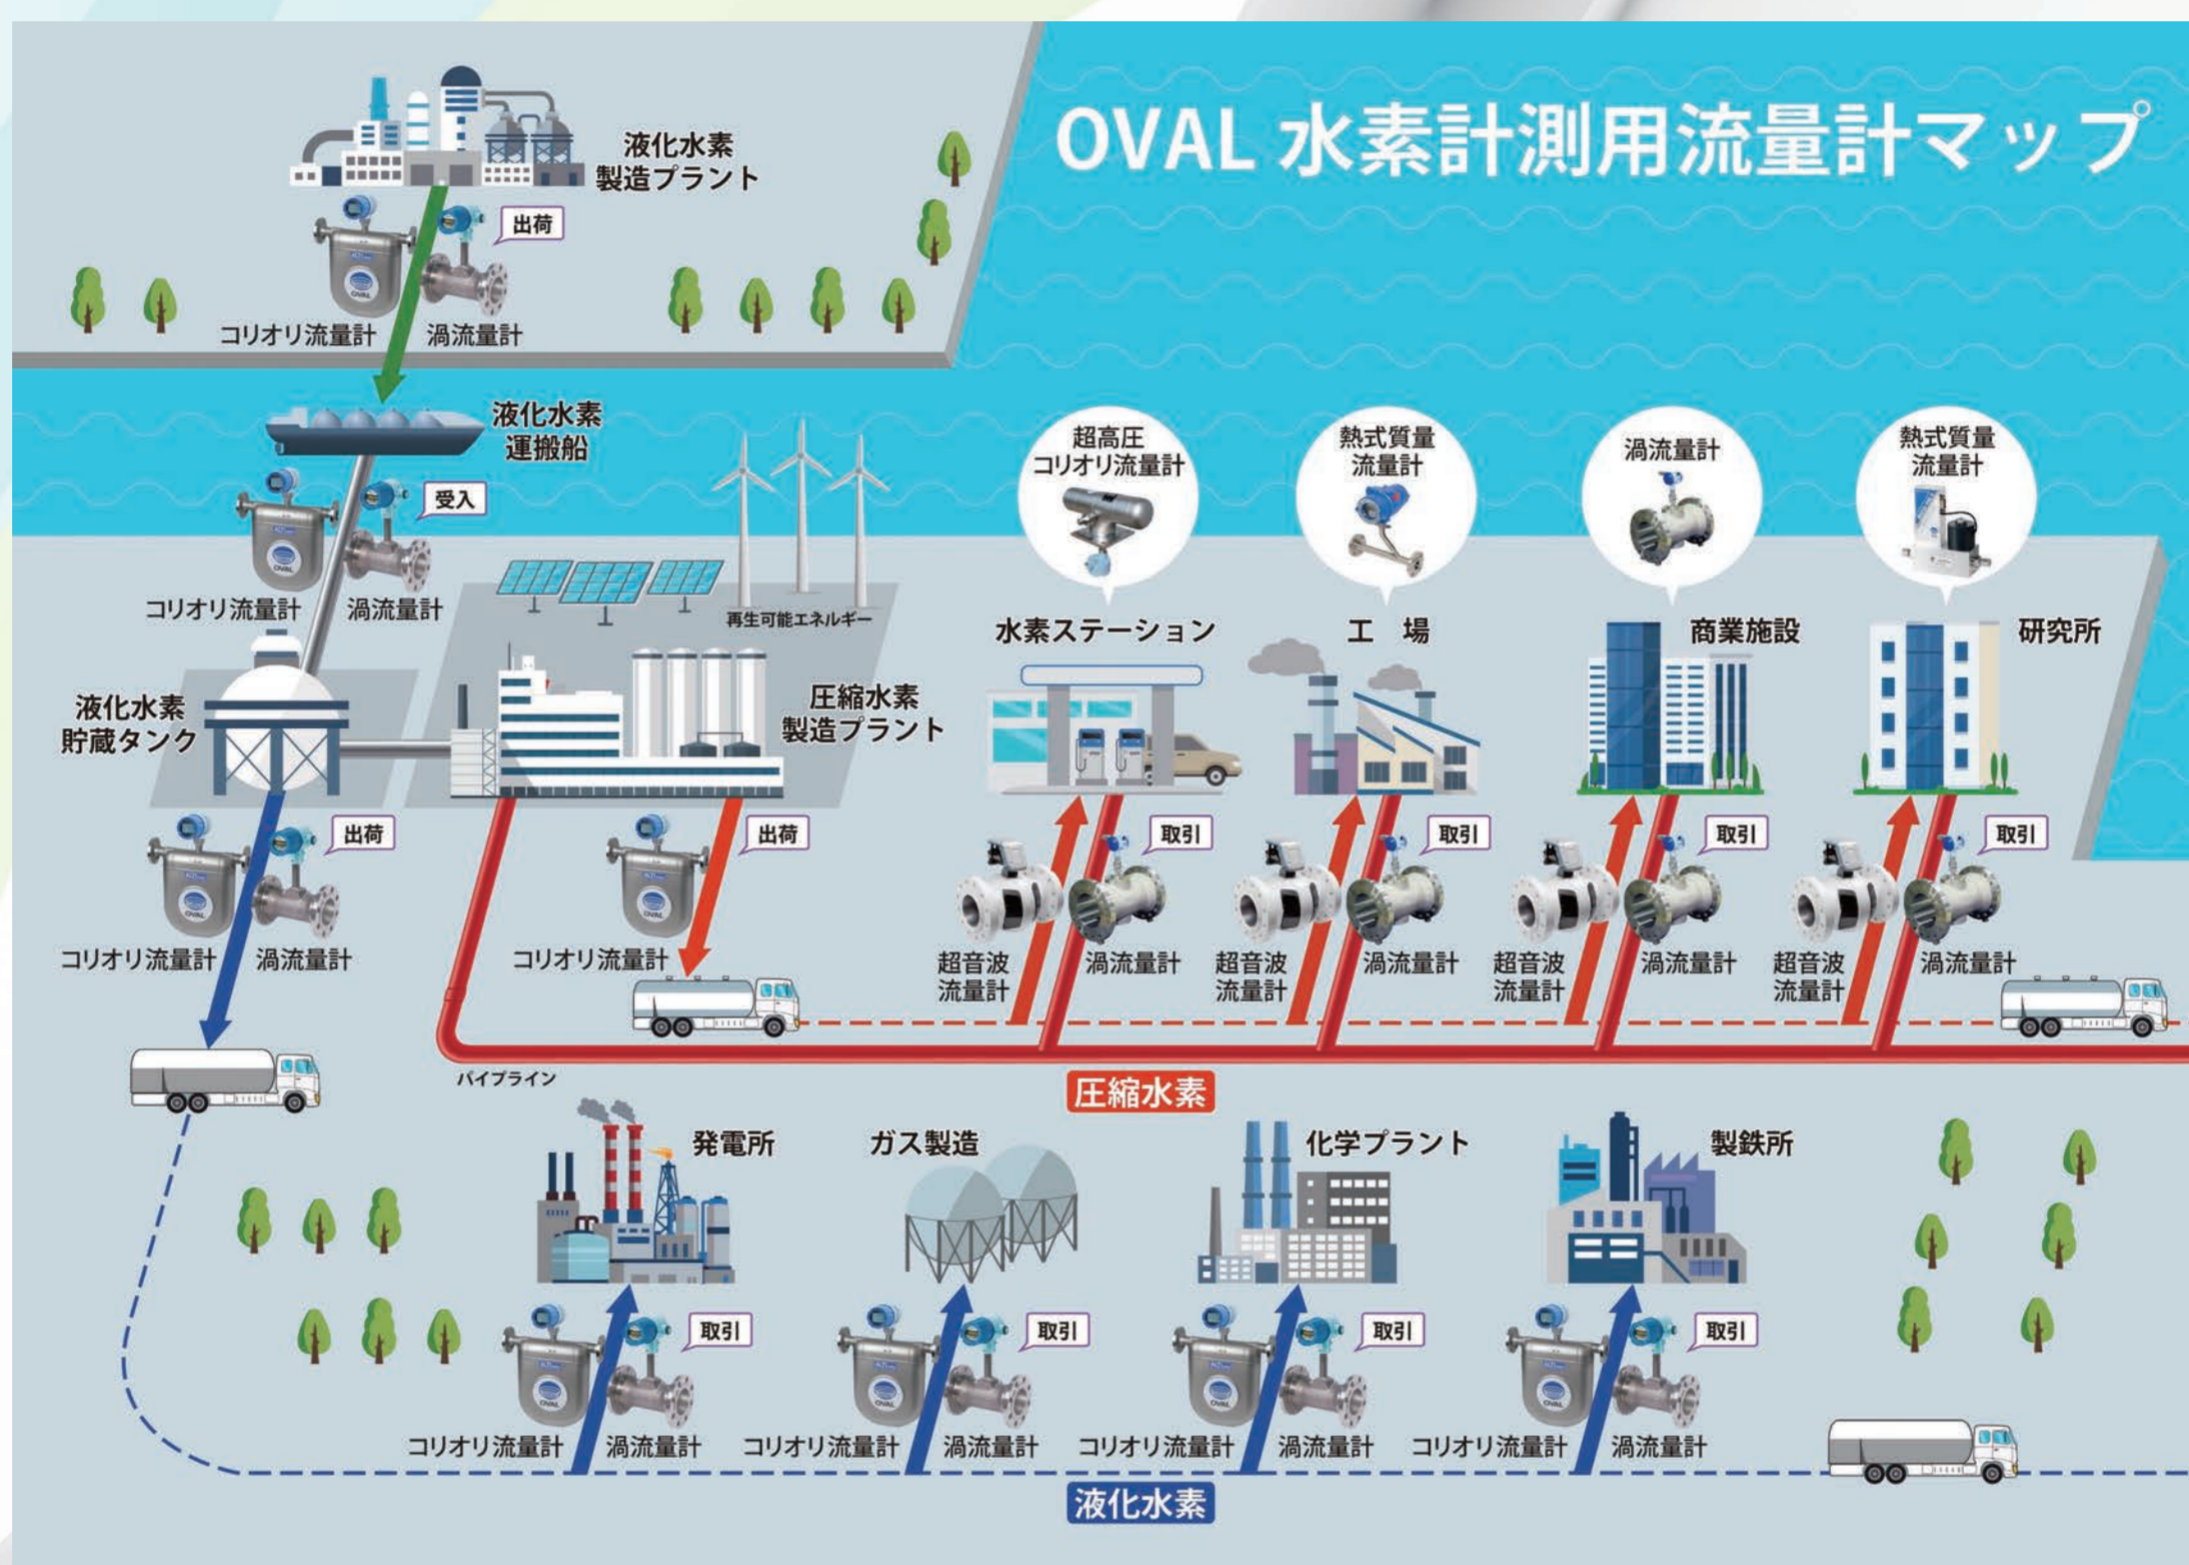 OVAL 水素計測用流量計マップ
液化水素
製造プラント
出荷
OVAL
コリオリ流量計
渦流量計
液化水素
運搬船
受入
OVAL
コリオリ流量計
渦流量計
再生可能エネルギー
液化水素
貯蔵タンク
圧縮水素
製造プラント
超高圧
コリオリ流量計
水素ステーション
熱式質量
流量計
工 場
渦流量計
商業施設
熱式質量
流量計
研究所
出荷
OVAL
コリオリ流量計
渦流量計
出荷
OVAL
コリオリ流量計
取引
超音波
流量計
渦流量計
取引
超音波
流量計
渦流量計
取引
超音波
流量計
渦流量計
取引
超音波
流量計
渦流量計
パイプライン
圧縮水素
発電所
ガス製造
化学プラント
製鉄所
取引
OVAL
コリオリ流量計
渦流量計
取引
OVAL
コリオリ流量計
渦流量計
取引
OVAL
コリオリ流量計
渦流量計
取引
OVAL
コリオリ流量計
渦流量計
液化水素